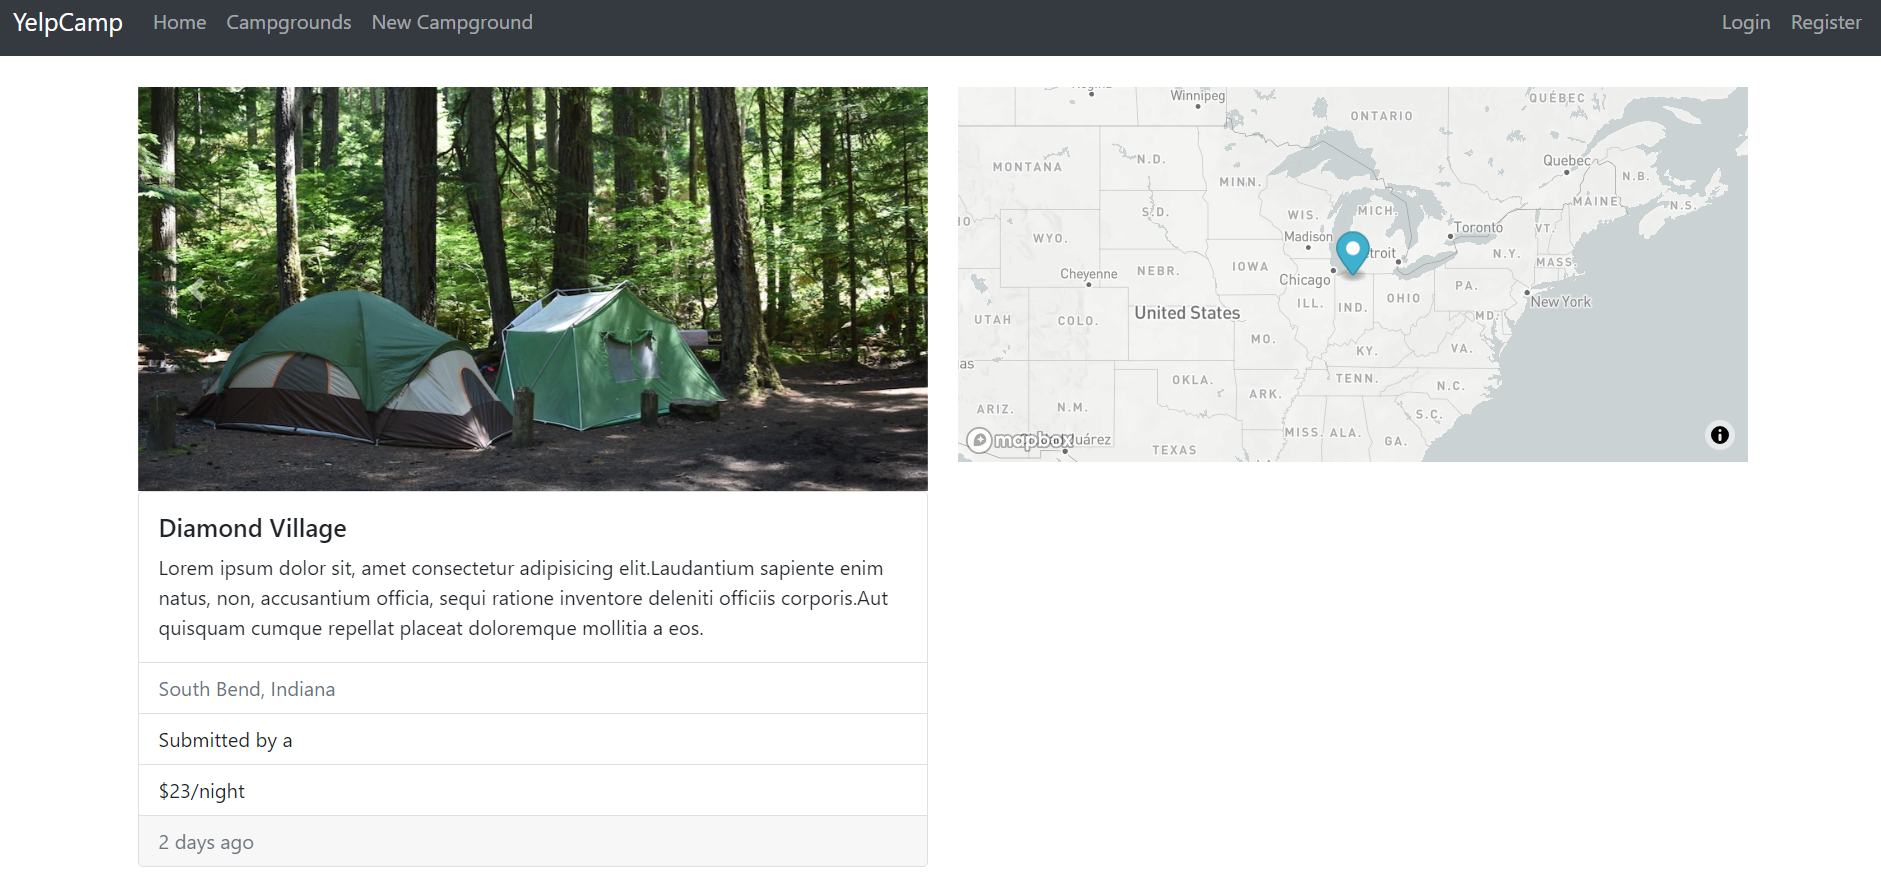 YelpCamp Home Campgrounds New Campground Login Register
Regina
Winnipeg
QUÉBEC
ONTARIO
Quebec
MONTANA
N.D.
MINN.
N.B.
MAINE
N.S.
S.D.
WIS.
MICH.
Toronto
VT.
WYO.
Madison
troit
N.Y.
MASS.
Cheyenne
NEBR.
IOWA
Chicago
PA.
ILL.
IND.
OHIO
New York
United States
MD.
UTAH
COLO.
MO.
KY.
VA.
as
OKLA.
TENN.
N.C.
ARK.
ARIZ.
N.M.
S.C.
MISS.
ALA.
GA.
mapbox
uárez
TEXAS
Diamond Village
Lorem ipsum dolor sit, amet consectetur adipisicing elit.Laudantium sapiente enim
natus, non, accusantium officia, sequi ratione inventore deleniti officiis corporis.Aut
quisquam cumque repellat placeat doloremque mollitia a eos.
South Bend, Indiana
Submitted by a
$23/night
2 days ago